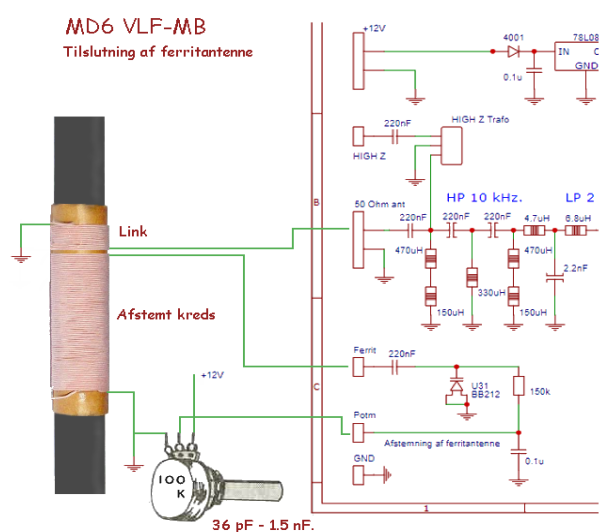 MD6 VLF-MB
Tilslutning af ferritantenne
+12V
4001
78L08
IN
GND
0.1u
220nF
HIGH Z
HIGH Z Trafo
B
50 Ohm ant
HP 10 kHz.
LP 2
220nF
220nF
220nF
4.7uH
6.8uH
470uH
470uH
2.2nF
330uH
150uH
150uH
Link
Afstemt kreds
Ferrit
220nF
+12V
C
U31
BB212
150k
Potm
Afstemning af ferritantenne
GND
0.1u
100
K
1
36 pF - 1.5 nF.